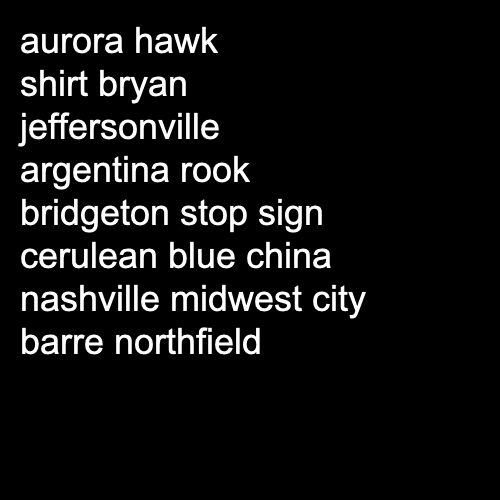 aurora hawk
shirt bryan
jeffersonville
argentina rook
bridgeton stop sign
cerulean blue china
nashville midwest city
barre northfield